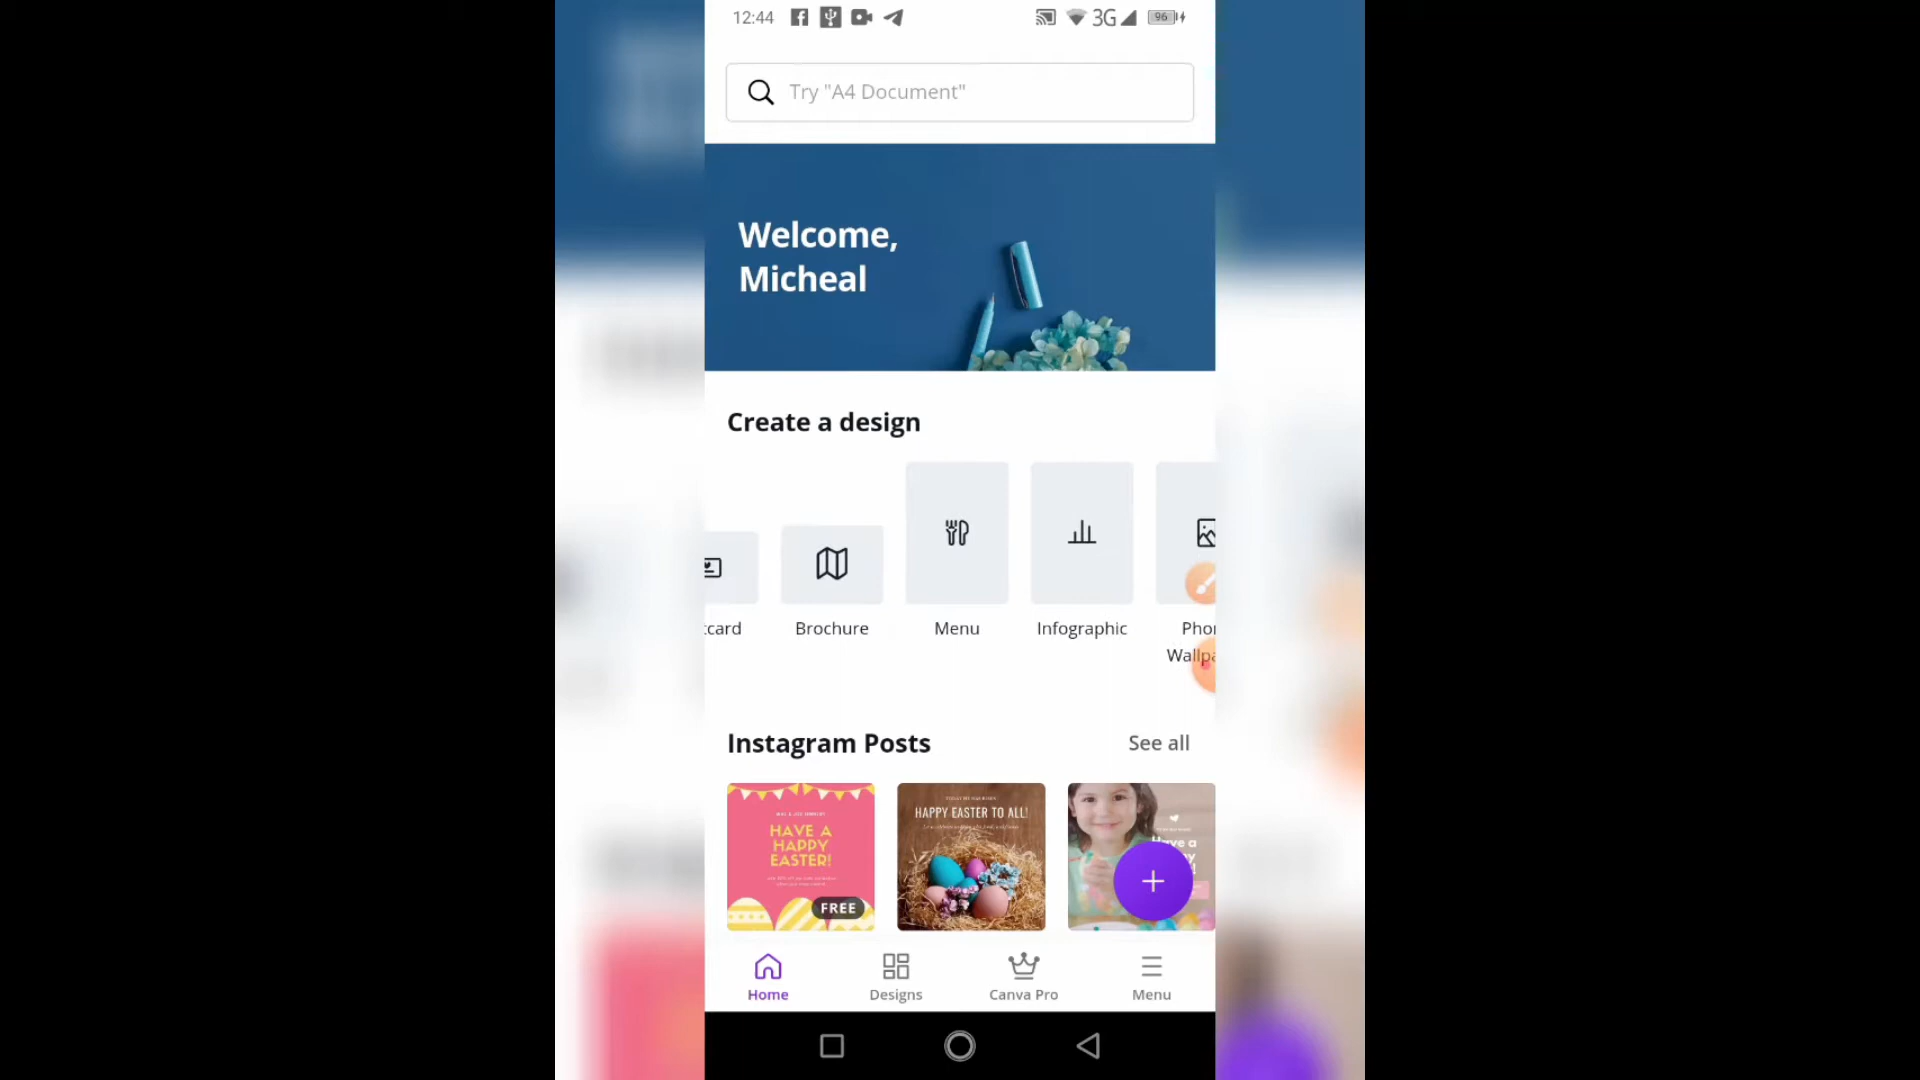 12:44
3G
96
Try "A4 Document"
Welcome,
Micheal
Create a design
Brochure
Menu
Infographic
Instagram Posts
See all
HAVE A
HAPPY
EASTER!
FREE
HAPPY EASTER TO ALL!
Home
Designs
Canva Pro
Menu